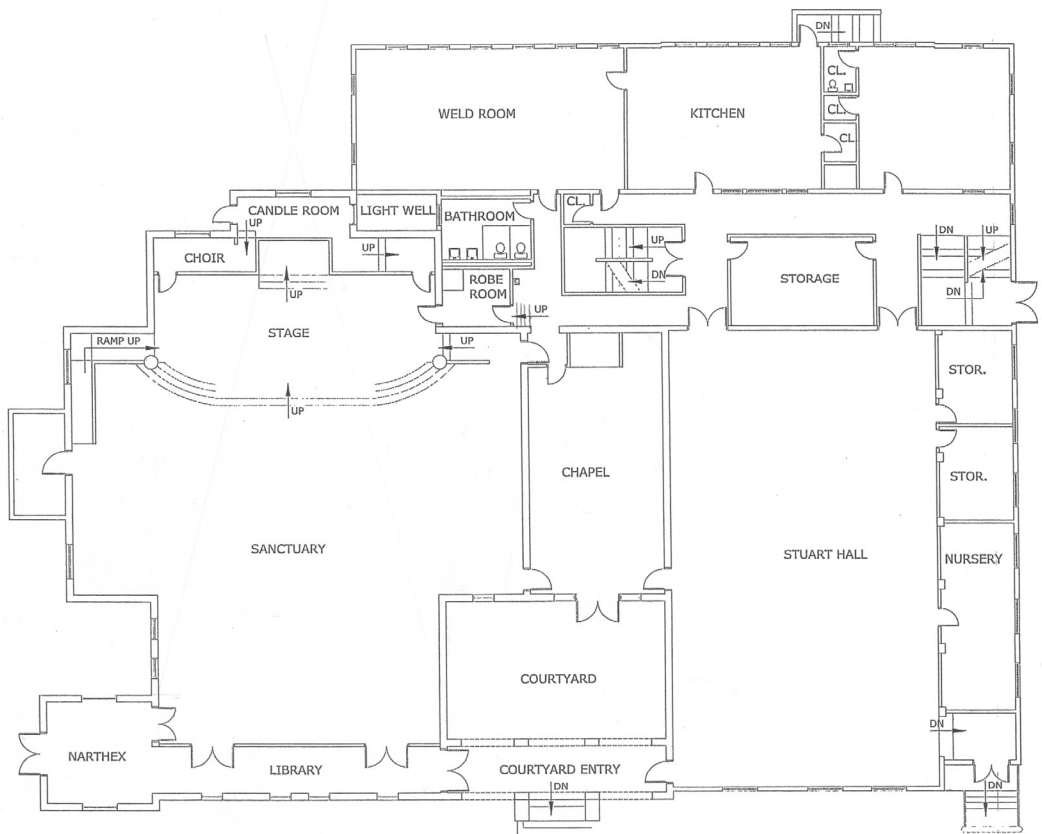 DN
CL.
WELD ROOM
KITCHEN
CL.
CL
CANDLE ROOM
LIGHT WELL
CL.
UP
BATHROOM
UP
UP
DN
UP
CHOIR
DN
STORAGE
ROBE
ROOM
UP
DN
UP
STAGE
RAMP UP
UP
STOR.
UP
CHAPEL
STOR.
SANCTUARY
STUART HALL
NURSERY
COURTYARD
DN
NARTHEX
LIBRARY
COURTYARD ENTRY
DN
DN